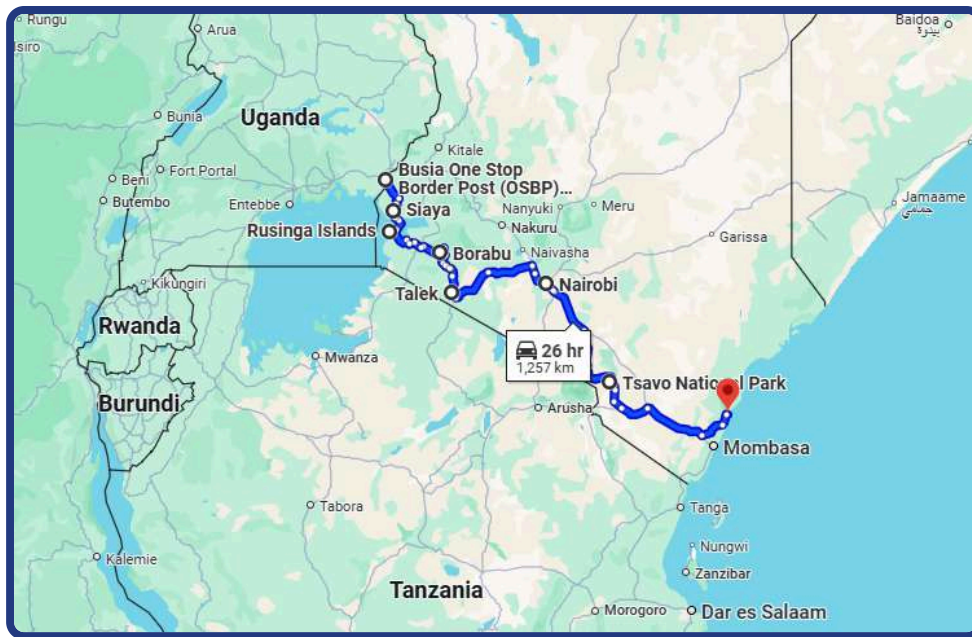 Rungu
Isiro
Arua
Baidoa
بيدوة
Uganda
Bunia
Kitale
Beni
Fort Portal
Butembo
Entebbe
Busia One Stop
Border Post (OSBP)...
Siaya
Nanyuki
Meru
Nakuru
Jamaame
جمامي
Rusinga Islands
Borabu
Naivasha
Garissa
Kikungiri
Talek
Nairobi
Rwanda
26 hr
1,257 km
Mwanza
Tsavo National Park
Burundi
Arusha
Mombasa
Tabora
Tanga
Nungwi
Kalemie
Zanzibar
Tanzania
Morogoro
Dar es Salaam